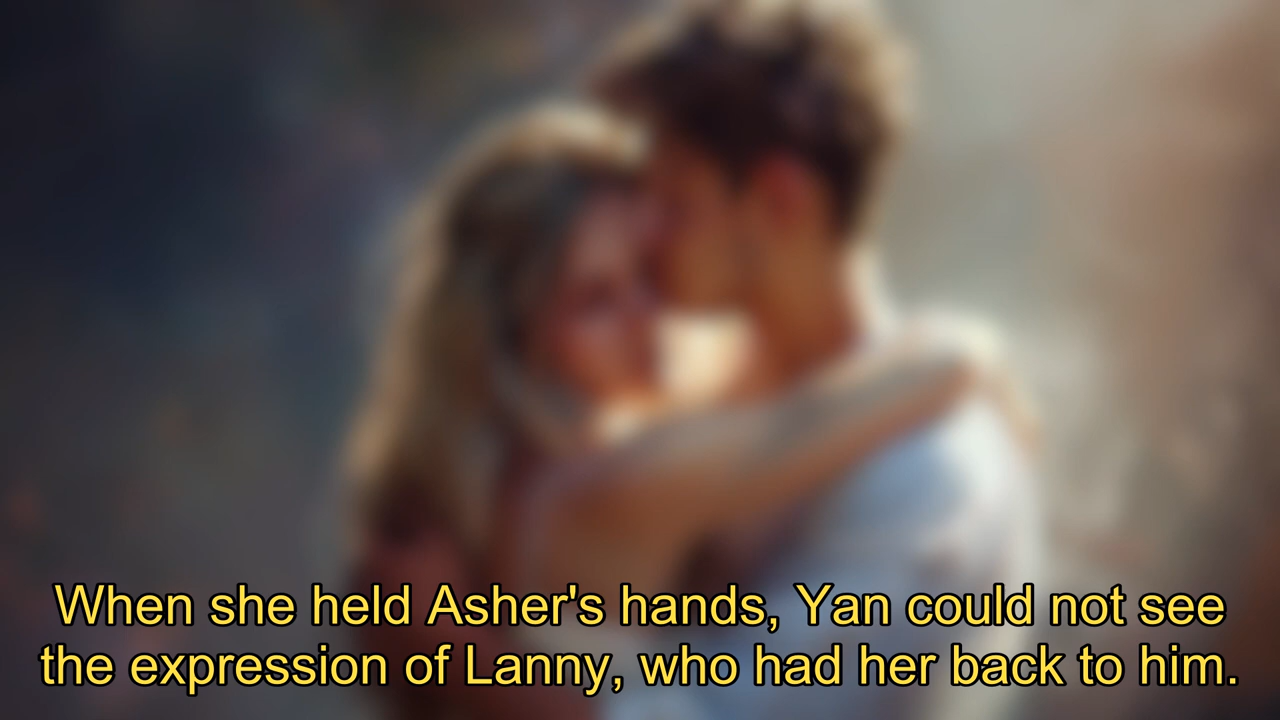 When she held Asher's hands, Yan could not see
the expression of Lanny, who had her back to him.